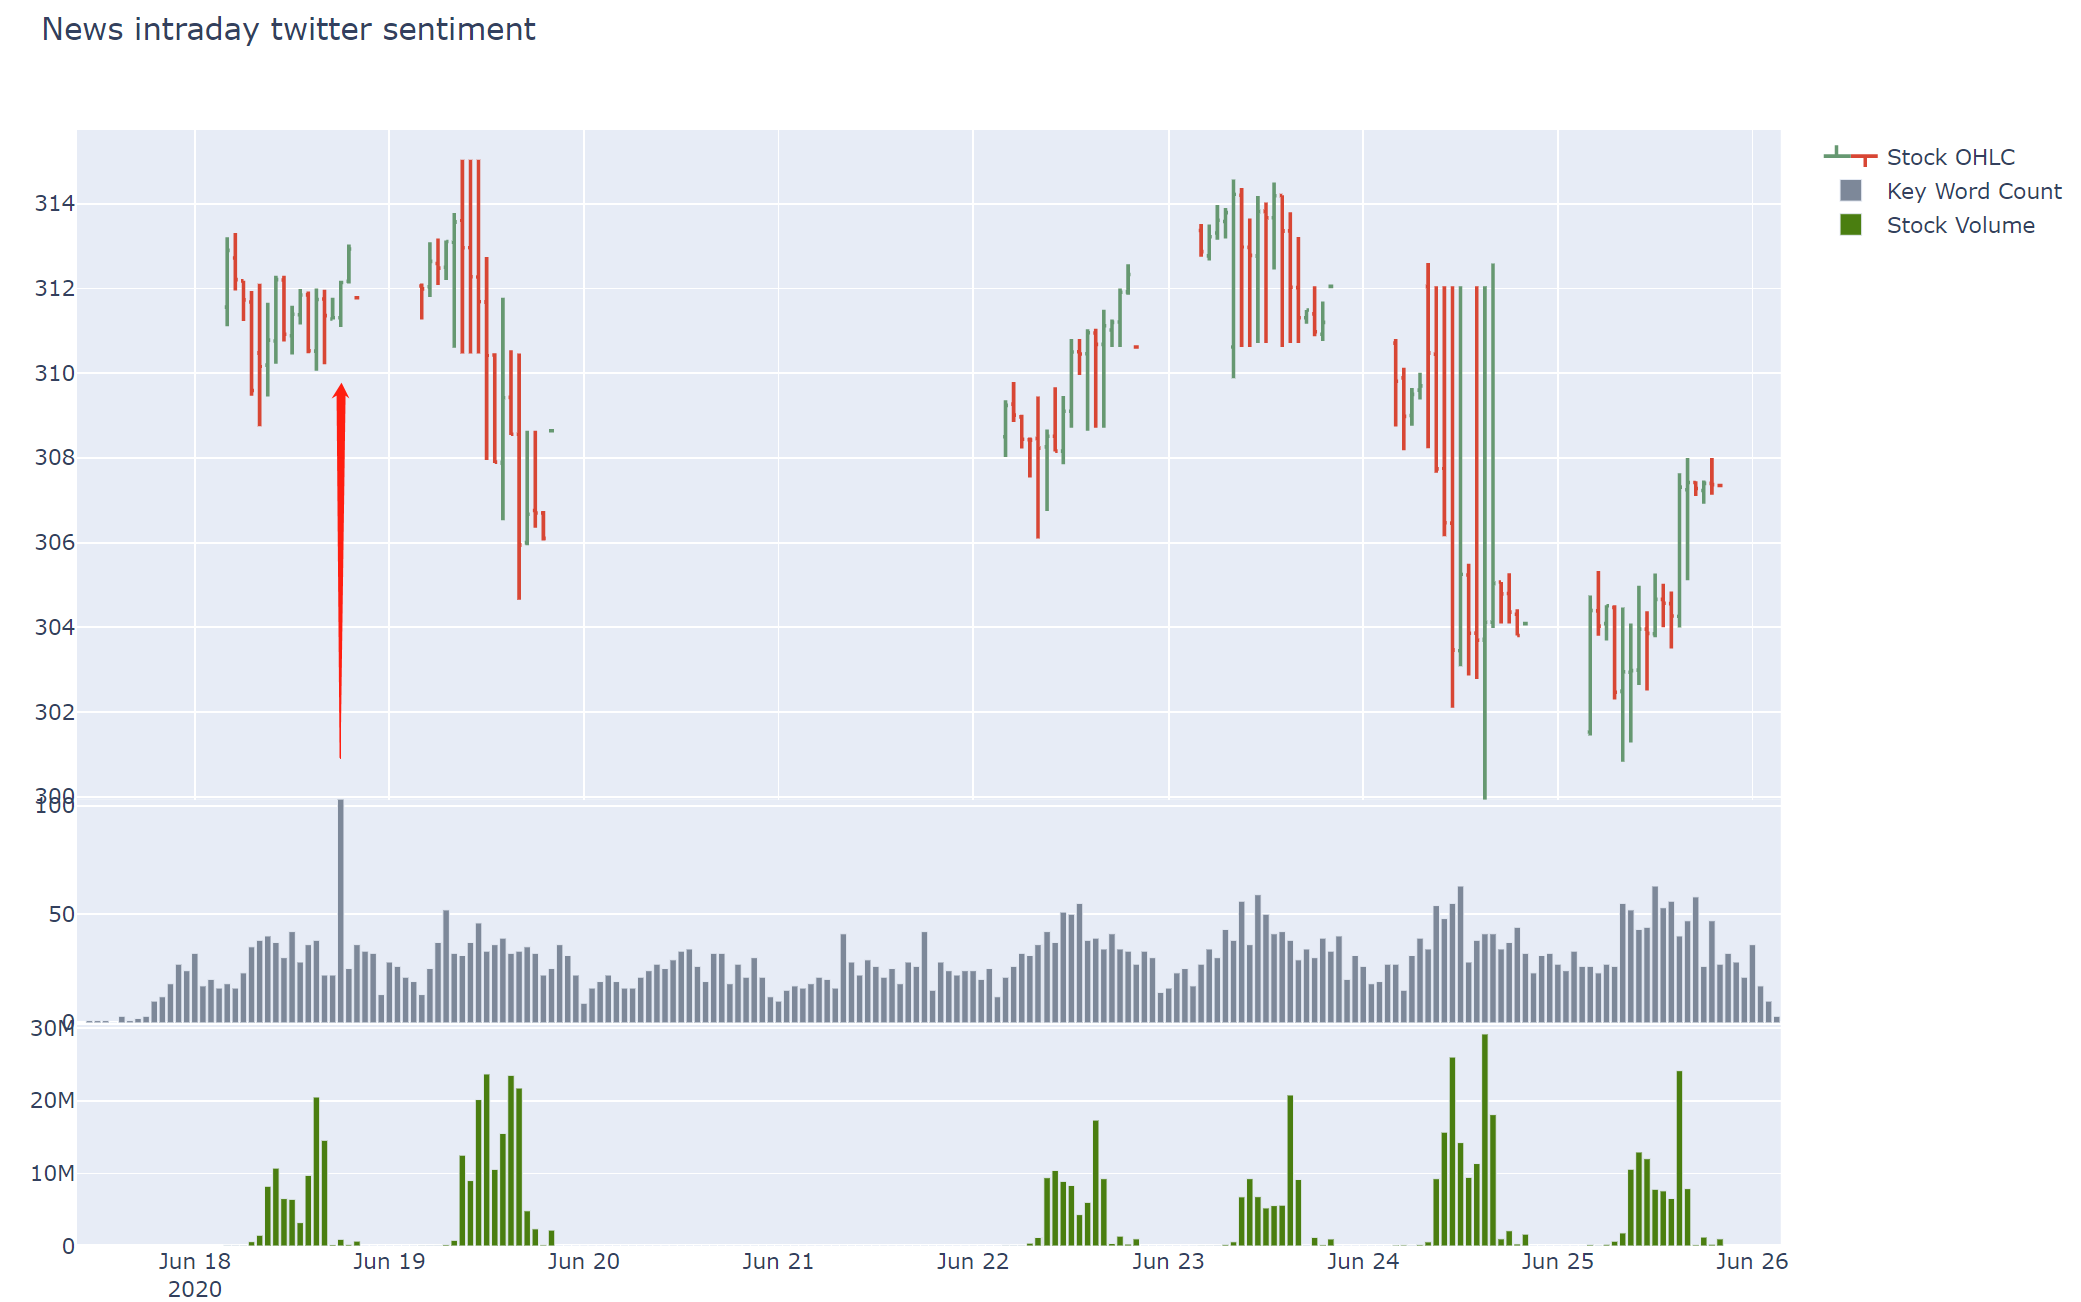 News intraday twitter sentiment
Stock OHLC
Key Word Count
Stock Volume
314
312
310
308
306
304
302
300
100
50
0
30M
20M
10M
0
Jun 18 Jun 19 Jun 20 Jun 21 Jun 22 Jun 23 Jun 24 Jun 25 Jun 26
2020